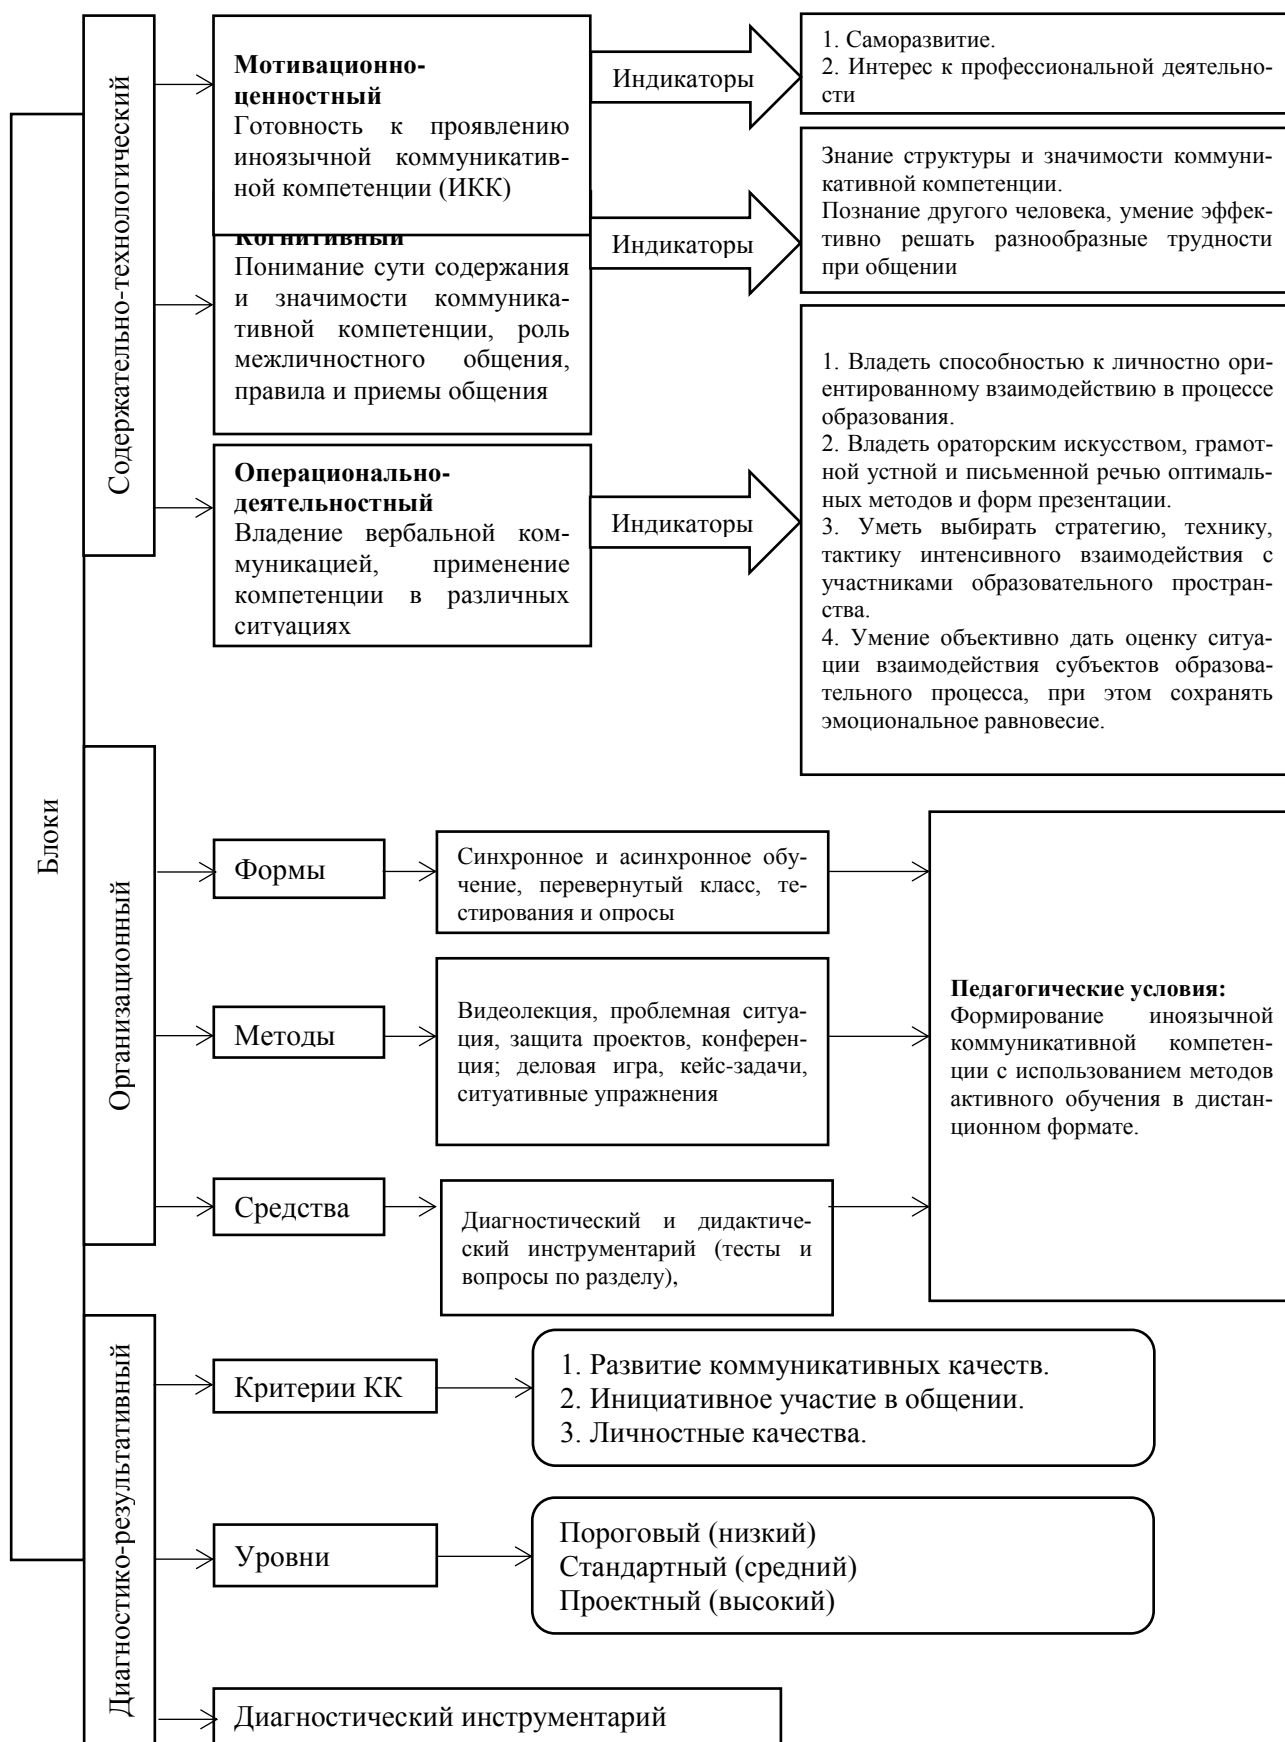 Блоки
Содержательно-технологический
Мотивационно-
ценностный
Готовность к проявлению
иноязычной коммуникатив-
ной компетенции (ИКК)
Индикаторы
1. Саморазвитие.
2. Интерес к профессиональной деятельно-
сти
Когнитивный
Понимание сути содержания
и значимости коммуника-
тивной компетенции, роль
межличностного общения,
правила и приемы общения
Индикаторы
Знание структуры и значимости коммуни-
кативной компетенции.
Познание другого человека, умение эффек-
тивно решать разнообразные трудности
при общении
Операционально-
деятельностный
Владение вербальной ком-
муникацией, применение
компетенции в различных
ситуациях
Индикаторы
1. Владеть способностью к личностно ори-
ентированному взаимодействию в процессе
образования.
2. Владеть ораторским искусством, грамот-
ной устной и письменной речью оптималь-
ных методов и форм презентации.
3. Уметь выбирать стратегию, технику,
тактику интенсивного взаимодействия с
участниками образовательного простран-
ства.
4. Умение объективно дать оценку ситуа-
ции взаимодействия субъектов образова-
тельного процесса, при этом сохранять
эмоциональное равновесие.
Организационный
Формы
Синхронное и асинхронное обу-
чение, перевернутый класс, те-
стирования и опросы
Методы
Видеолекция, проблемная ситуа-
ция, защита проектов, конферен-
ция; деловая игра, кейс-задачи,
ситуативные упражнения
Средства
Диагностический и дидактиче-
ский инструментарий (тесты и
вопросы по разделу),
Педагогические условия:
Формирование иноязычной
коммуникативной компетен-
ции с использованием методов
активного обучения в дистан-
ционном формате.
Диагностико-результативный
Критерии КК
1. Развитие коммуникативных качеств.
2. Инициативное участие в общении.
3. Личностные качества.
Уровни
Пороговый (низкий)
Стандартный (средний)
Проектный (высокий)
Диагностический инструментарий